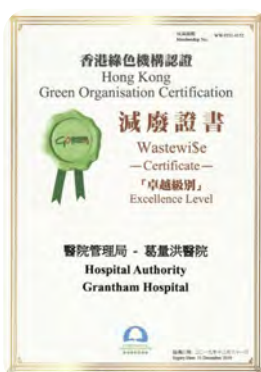 香港綠色機構認證
Hong Kong
Green Organisation Certification
減廢證書
Wastewi$e
—Certificate—
「卓越級別」
Excellence Level
醫院管理局 - 葛量洪醫院
Hospital Authority
Grantham Hospital